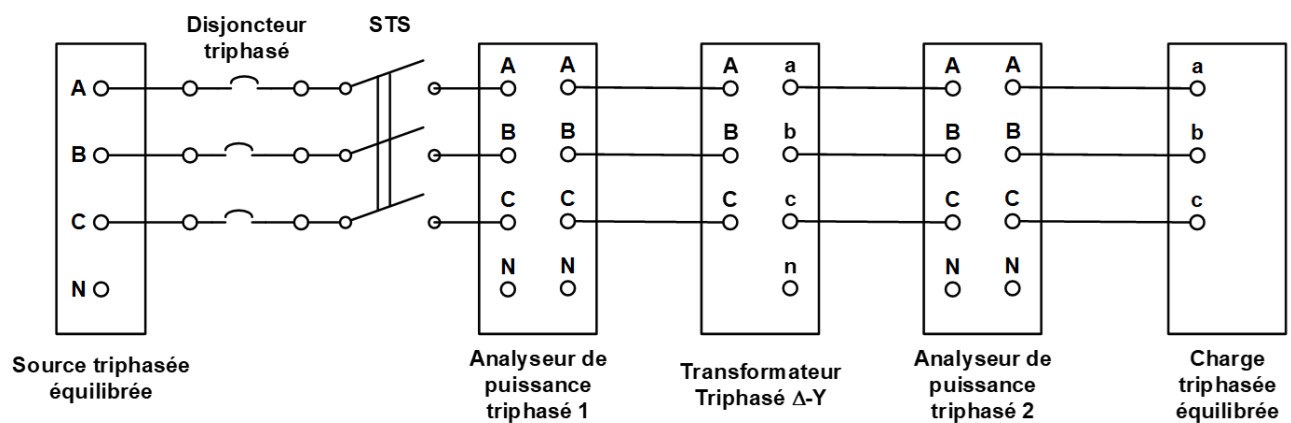 Disjoncteur
triphasé
STS
A
A
A
A
a
A
A
a
B
B
B
B
b
B
B
b
C
C
C
C
c
C
C
c
N
N
N
n
N
N
Source triphasée
équilibrée
Analyseur de
puissance
triphasé 1
Transformateur
Triphasé Δ-Y
Analyseur de
puissance
triphasé 2
Charge
triphasée
équilibrée